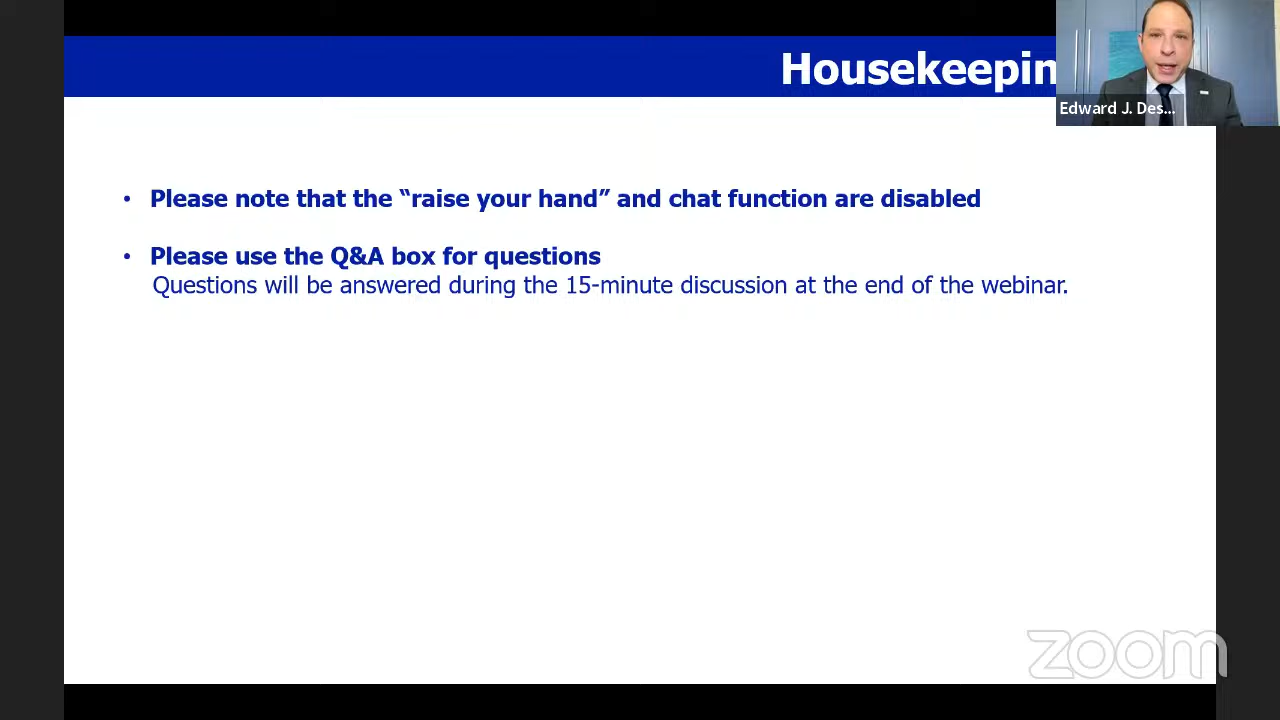 Housekeepin
Edward J. Des...
• Please note that the “raise your hand” and chat function are disabled
• Please use the Q&A box for questions
Questions will be answered during the 15-minute discussion at the end of the webinar.
zoom